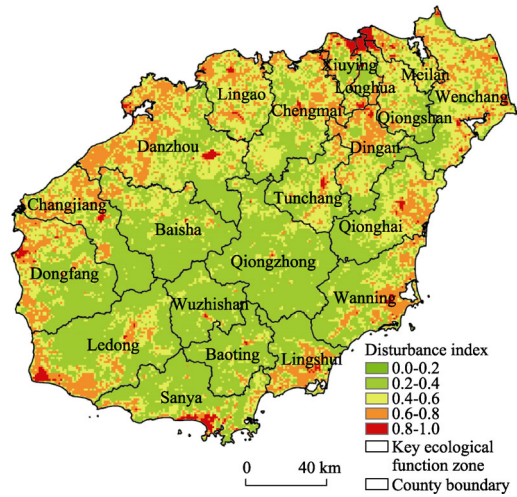 Xiuying
Meilan
Lingao
Longhua
Wenchang
Chengmai
Qiongshan
Danzhou
Dingan
Tunchang
Changjiang
Baisha
Qionghai
Qiongzhong
Dongfang
Wanning
Wuzhishan
Ledong
Baoting
Lingshui
Sanya
Disturbance index
0.0-0.2
0.2-0.4
0.4-0.6
0.6-0.8
0.8-1.0
Key ecological
function zone
County boundary
0 40 km